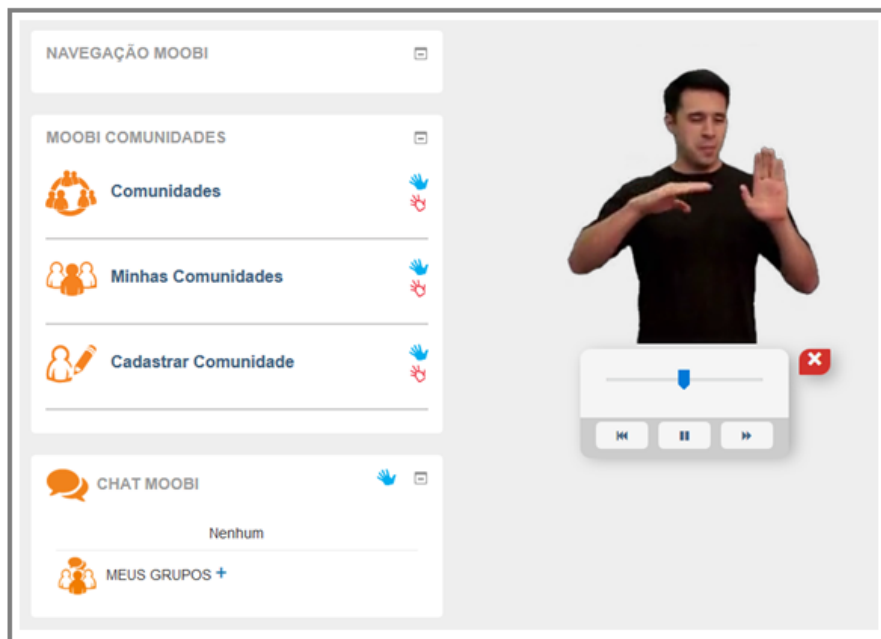 NAVEGAÇÃO MOOBI
MOOBI COMUNIDADES
Comunidades
Minhas Comunidades
Cadastrar Comunidade
CHAT MOOBI
Nenhum
MEUS GRUPOS +